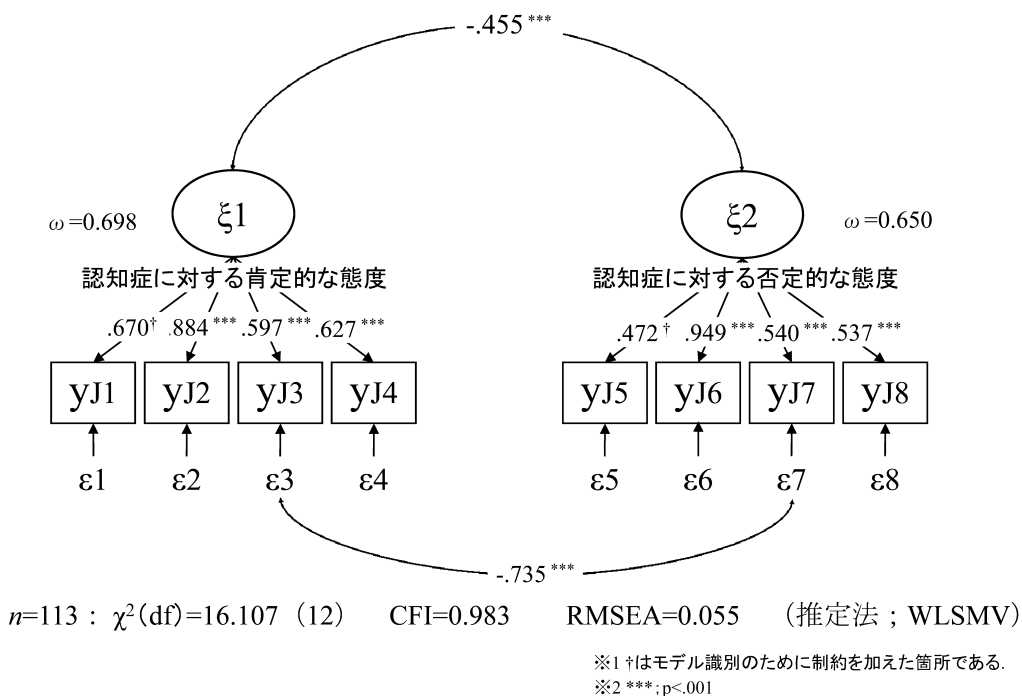 -.455 ***
ξ1
ξ2
ω=0.698
ω=0.650
認知症に対する肯定的な態度
認知症に対する否定的な態度
.670† .884 *** .597 *** .627 ***
.472 † .949 *** .540 *** .537 ***
yJ1 yJ2 yJ3 yJ4
yJ5 yJ6 yJ7 yJ8
ε1 ε2 ε3 ε4
ε5 ε6 ε7 ε8
-.735 ***
n=113 : χ²(df)=16.107 (12) CFI=0.983 RMSEA=0.055 (推定法 ; WLSMV)
※1 †はモデル識別のために制約を加えた箇所である.
※2 ***;p<.001